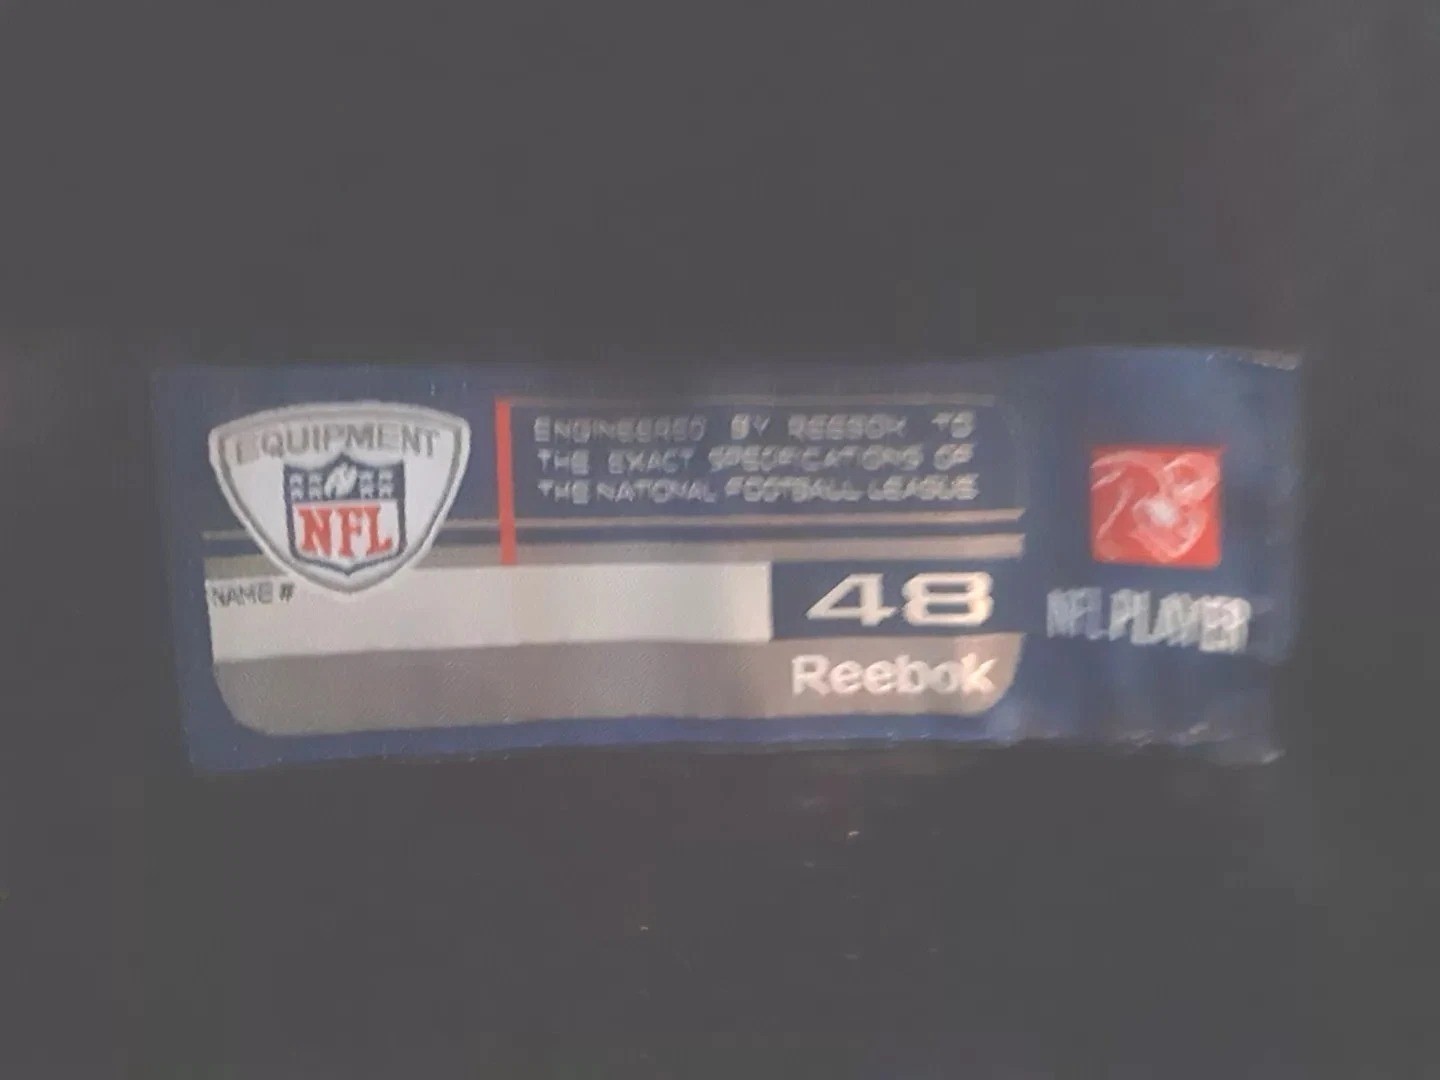 EQUIPMENT
NFL
ENGINEERED BY REEBOK TO
THE EXACT SPECIFICATIONS OF
THE NATIONAL FOOTBALL LEAGUE
NAME #
48
Reebok
NFL PLAYER